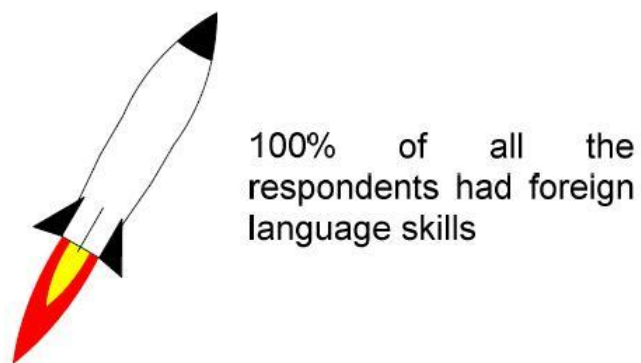 100% of all the
respondents had foreign
language skills